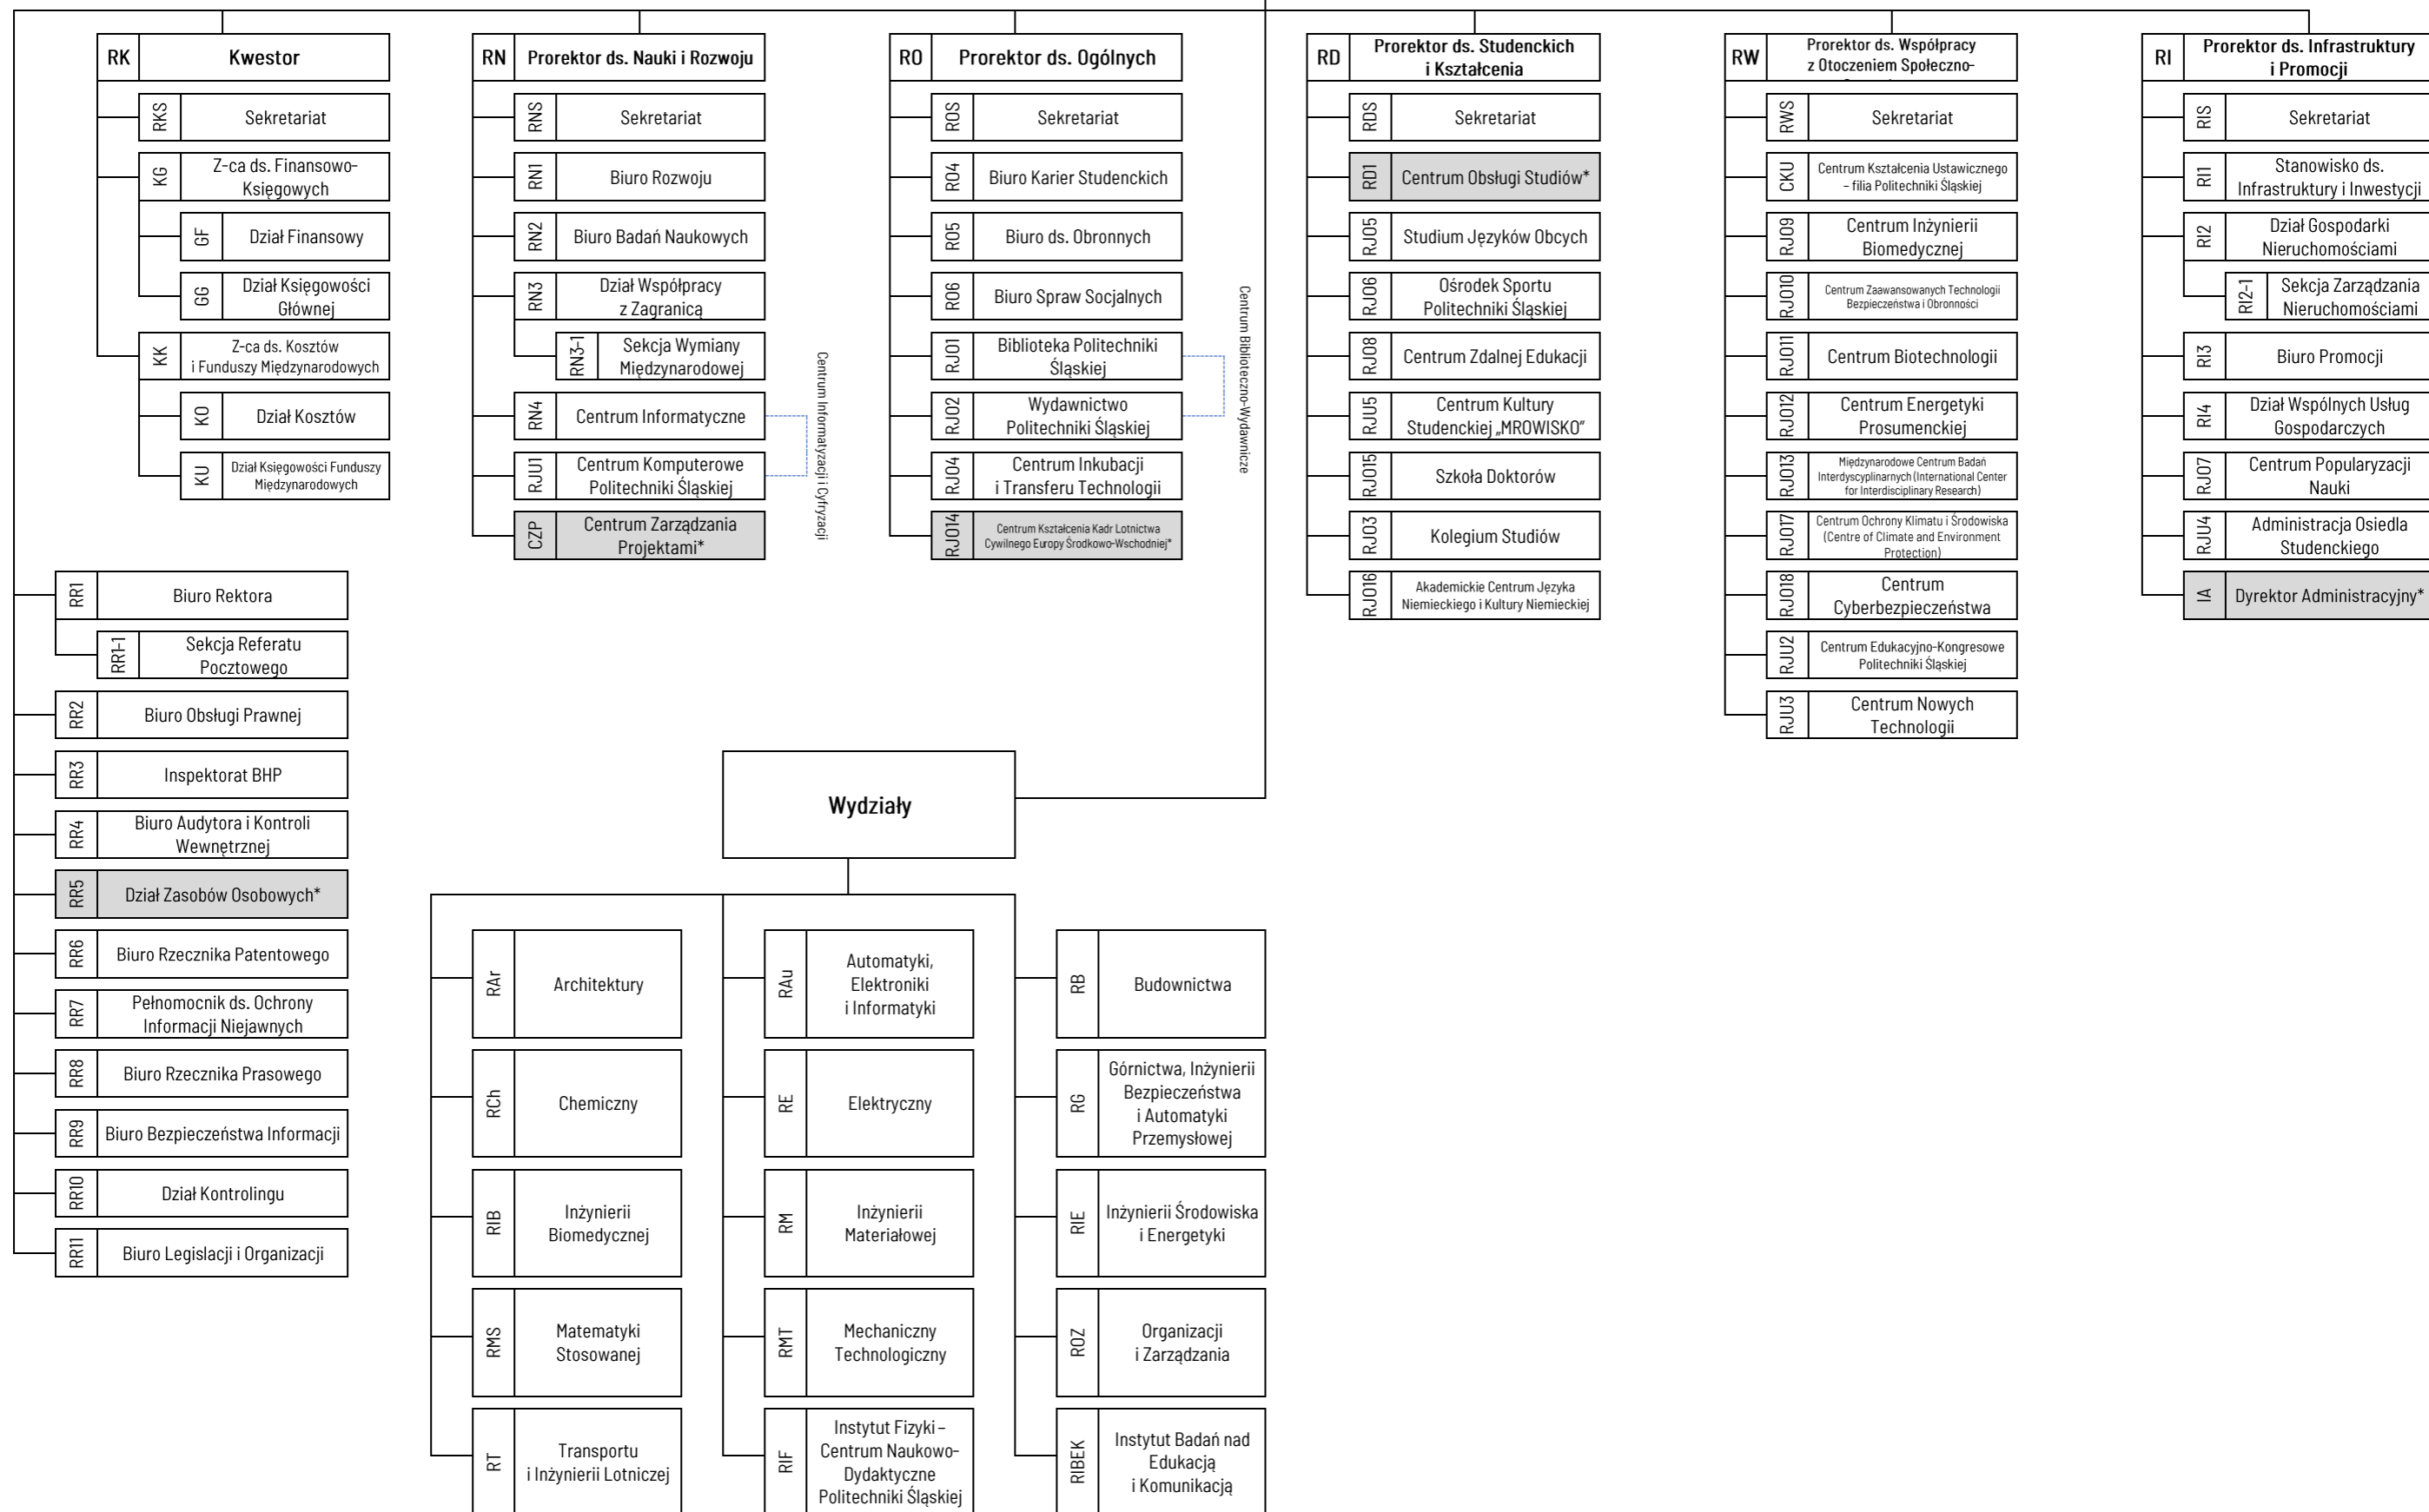 RK
Kwestor
RKS
Sekretariat
KG
Z-ca ds. Finansowo-
Księgowych
GF
Dział Finansowy
GG
Dział Księgowości
Głównej
KK
Z-ca ds. Kosztów
i Funduszy Międzynarodowych
KO
Dział Kosztów
KU
Dział Księgowości Funduszy
Międzynarodowych
RN
Prorektor ds. Nauki i Rozwoju
RNS
Sekretariat
RN1
Biuro Rozwoju
RN2
Biuro Badań Naukowych
RN3
Dział Współpracy
z Zagranicą
RN3-1
Sekcja Wymiany
Międzynarodowej
RN4
Centrum Informatyczne
RJU1
Centrum Komputerowe
Politechniki Śląskiej
CZP
Centrum Zarządzania
Projektami*
Centrum Informatyzacji i Cyfryzacji
RO
Prorektor ds. Ogólnych
ROS
Sekretariat
RO4
Biuro Karier Studenckich
RO5
Biuro ds. Obronnych
RO6
Biuro Spraw Socjalnych
RJO1
Biblioteka Politechniki
Śląskiej
RJO2
Wydawnictwo
Politechniki Śląskiej
RJO4
Centrum Inkubacji
i Transferu Technologii
RJO14
Centrum Kształcenia Kadr Lotnictwa
Cywilnego Europy Środkowo-Wschodniej*
Centrum Biblioteczno-Wydawnicze
RD
Prorektor ds. Studenckich
i Kształcenia
RDS
Sekretariat
RD1
Centrum Obsługi Studiów*
RJO5
Studium Języków Obcych
RJO6
Ośrodek Sportu
Politechniki Śląskiej
RJO8
Centrum Zdalnej Edukacji
RJU5
Centrum Kultury
Studenckiej „MROWISKO”
RJO15
Szkoła Doktorów
RJO3
Kolegium Studiów
RJO16
Akademickie Centrum Języka
Niemieckiego i Kultury Niemieckiej
RW
Prorektor ds. Współpracy
z Otoczeniem Społeczno-
RWS
Sekretariat
CKU
Centrum Kształcenia Ustawicznego
– filia Politechniki Śląskiej
RJO9
Centrum Inżynierii
Biomedycznej
RJO10
Centrum Zaawansowanych Technologii
Bezpieczeństwa i Obronności
RJO11
Centrum Biotechnologii
RJO12
Centrum Energetyki
Prosumenckiej
RJO13
Międzynarodowe Centrum Badań
Interdyscyplinarnych (International Center
for Interdisciplinary Research)
RJO17
Centrum Ochrony Klimatu i Środowiska
(Centre of Climate and Environment
Protection)
RJO18
Centrum
Cyberbezpieczeństwa
RJU2
Centrum Edukacyjno-Kongresowe
Politechniki Śląskiej
RJU3
Centrum Nowych
Technologii
RI
Prorektor ds. Infrastruktury
i Promocji
RIS
Sekretariat
RI1
Stanowisko ds.
Infrastruktury i Inwestycji
RI2
Dział Gospodarki
Nieruchomościami
RI2-1
Sekcja Zarządzania
Nieruchomościami
RI3
Biuro Promocji
RI4
Dział Wspólnych Usług
Gospodarczych
RJO7
Centrum Popularyzacji
Nauki
RJU4
Administracja Osiedla
Studenckiego
IA
Dyrektor Administracyjny*
RR1
Biuro Rektora
RR1-1
Sekcja Referatu
Pocztowego
RR2
Biuro Obsługi Prawnej
RR3
Inspektorat BHP
RR4
Biuro Audytora i Kontroli
Wewnętrznej
RR5
Dział Zasobów Osobowych*
RR6
Biuro Rzecznika Patentowego
RR7
Pełnomocnik ds. Ochrony
Informacji Niejawnych
RR8
Biuro Rzecznika Prasowego
RR9
Biuro Bezpieczeństwa Informacji
RR10
Dział Kontrolingu
RR11
Biuro Legislacji i Organizacji
Wydziały
RAr
Architektury
RAu
Automatyki,
Elektroniki
i Informatyki
RB
Budownictwa
RCh
Chemiczny
RE
Elektryczny
RG
Górnictwa, Inżynierii
Bezpieczeństwa
i Automatyki
Przemysłowej
RIB
Inżynierii
Biomedycznej
RM
Inżynierii
Materiałowej
RIE
Inżynierii Środowiska
i Energetyki
RMS
Matematyki
Stosowanej
RMT
Mechaniczny
Technologiczny
ROZ
Organizacji
i Zarządzania
RT
Transportu
i Inżynierii Lotniczej
RIF
Instytut Fizyki –
Centrum Naukowo-
Dydaktyczne
Politechniki Śląskiej
RIBEK
Instytut Badań nad
Edukacją
i Komunikacją